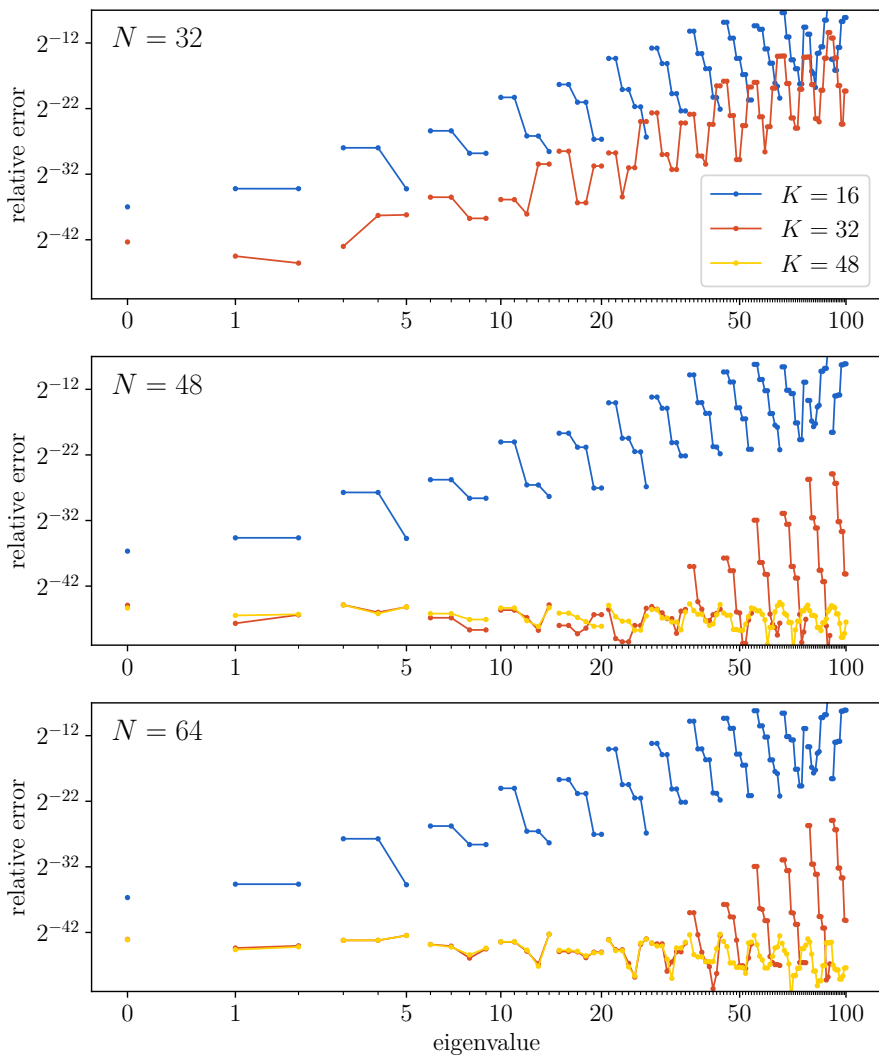 N = 32
relative error
2^−12
2^−22
2^−32
2^−42
K = 16
K = 32
K = 48
0 1 5 10 20 50 100
N = 48
relative error
2^−12
2^−22
2^−32
2^−42
0 1 5 10 20 50 100
N = 64
relative error
2^−12
2^−22
2^−32
2^−42
0 1 5 10 20 50 100
eigenvalue